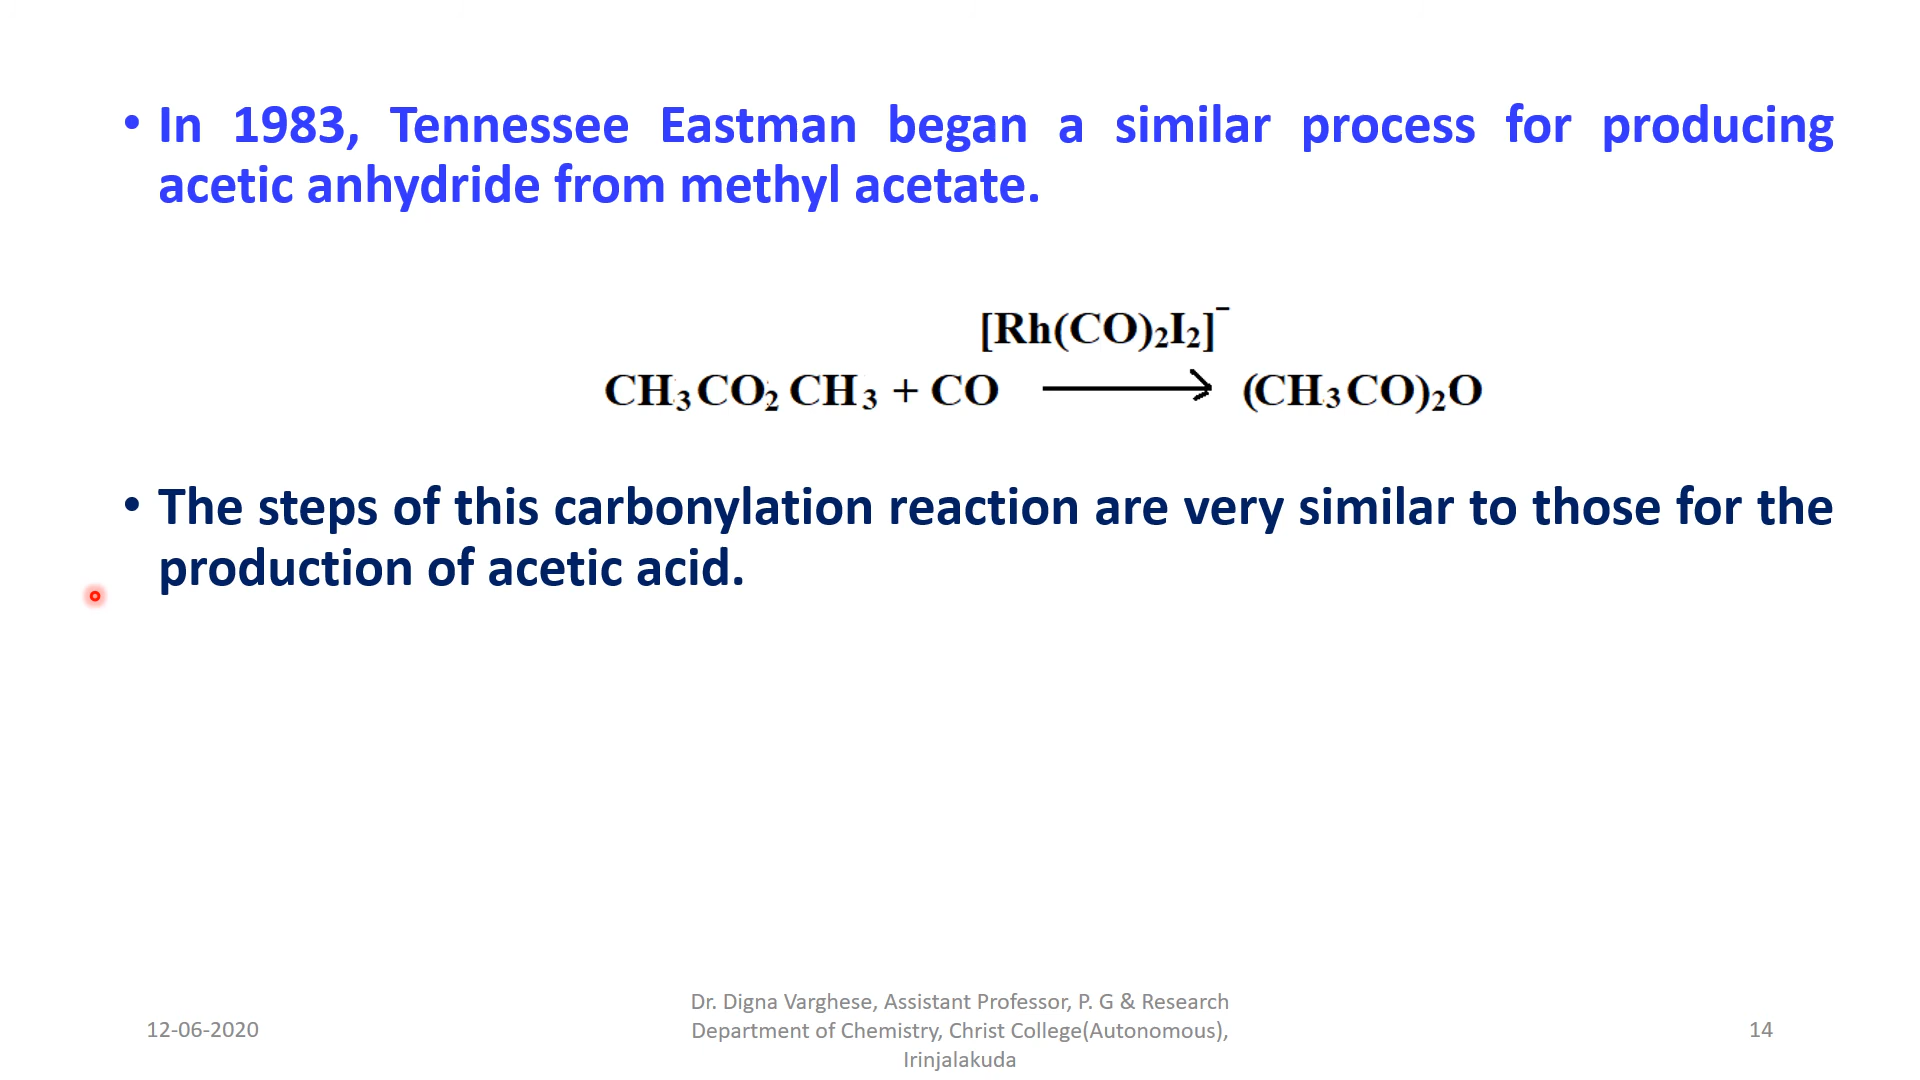 • In 1983, Tennessee Eastman began a similar process for producing
acetic anhydride from methyl acetate.
[Rh(CO)₂I₂]⁻
CH₃CO₂CH₃ + CO ⟶ (CH₃CO)₂O
• The steps of this carbonylation reaction are very similar to those for the
production of acetic acid.
Dr. Digna Varghese, Assistant Professor, P. G & Research
12-06-2020 Department of Chemistry, Christ College(Autonomous), 14
Irinjalakuda